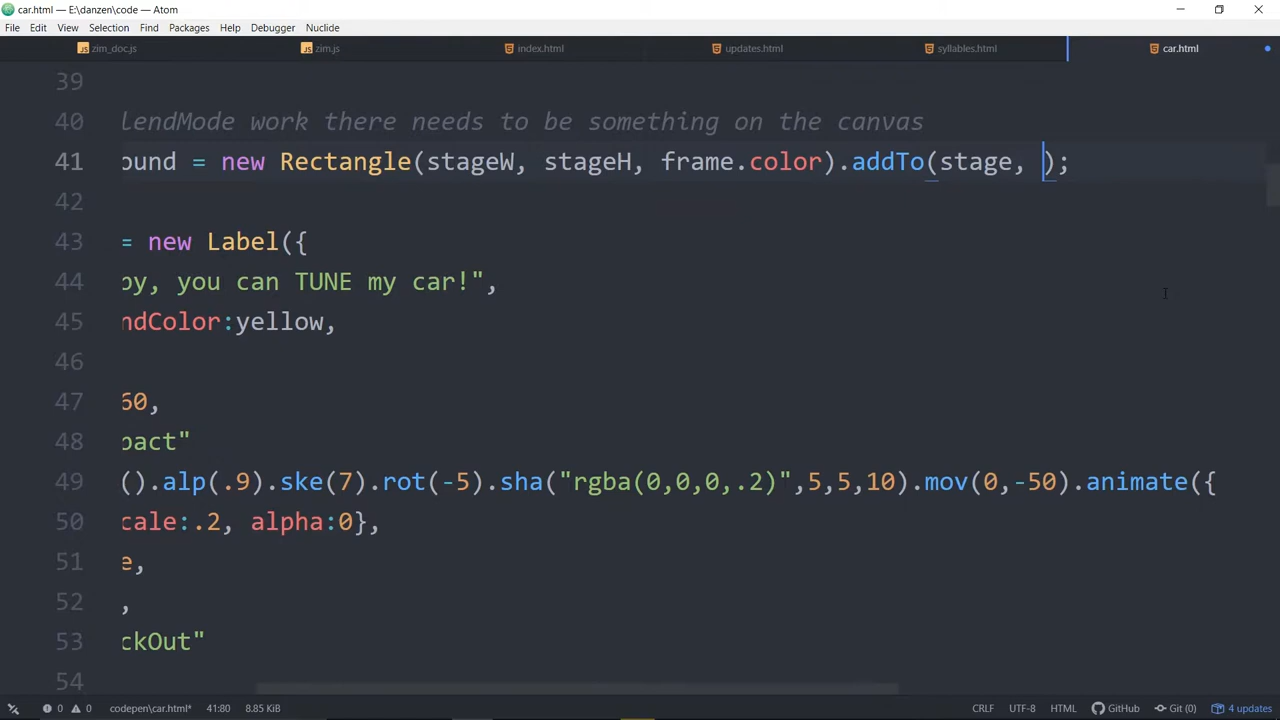 car.html — E:\danzen\code — Atom
File Edit View Selection Find Packages Help Debugger Nuclide
zim_doc.js zim.js index.html updates.html syllables.html car.html
39
40 lendMode work there needs to be something on the canvas
41 ound = new Rectangle(stageW, stageH, frame.color).addTo(stage, );
42
43 = new Label({
44 by, you can TUNE my car!",
45 ndColor:yellow,
46
47 60,
48 pact"
49 ().alp(.9).ske(7).rot(-5).sha("rgba(0,0,0,.2)",5,5,10).mov(0,-50).animate({
50 cale:.2, alpha:0},
51 e,
52 ,
53 ckOut"
54
0 0 codepen\car.html* 41:80 8.85 KiB CRLF UTF-8 HTML GitHub Git (0) 4 updates